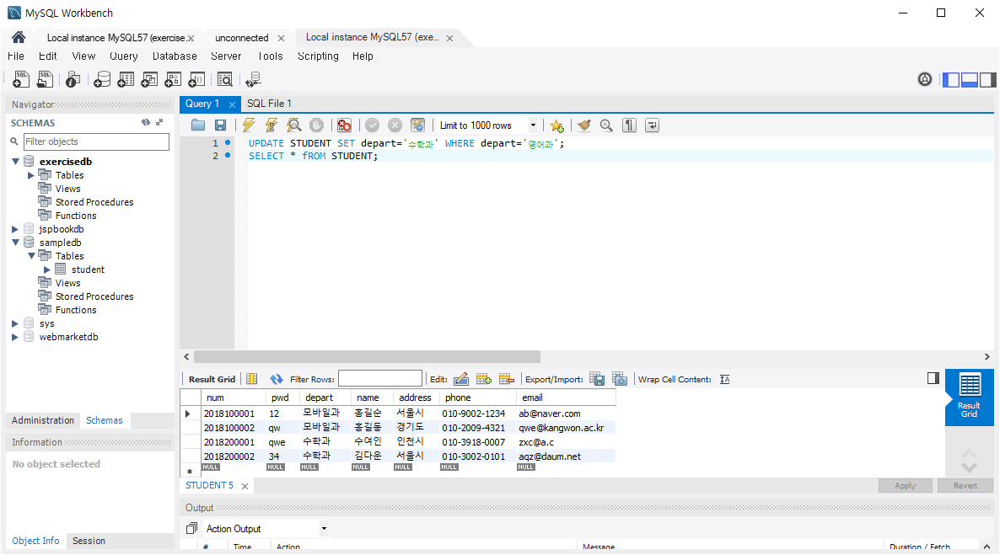 MySQL Workbench
Local instance MySQL57 (exercise. unconnected Local instance MySQL57 (exe...
File Edit View Query Database Server Tools Scripting Help
Navigator
SCHEMAS
Filter objects
exercisedb
Tables
Views
Stored Procedures
Functions
jspbookdb
sampledb
Tables
student
Views
Stored Procedures
Functions
sys
webmarketdb
Administration Schemas
Information
No object selected
Object Info Session
Query 1 SQL File 1
Limit to 1000 rows
1 UPDATE STUDENT SET depart='수학과' WHERE depart='영어과';
2 SELECT * fROM STUDENT;
Result Grid Filter Rows: Edit: Export/Import: Wrap Cell Content:
num pwd depart name address phone email
2018100001 12 모바일과 홍길순 서울시 010-9002-1234 ab@naver.com
2018100002 qw 모바일과 홍길동 경기도 010-2009-4321 qwe@kangwon.ac.kr
2018200001 qwe 수학과 수여인 인천시 010-3918-0007 zxc@a.c
2018200002 34 수학과 김다운 서울시 010-3002-0101 aqz@daum.net
NULL NULL NULL NULL NULL NULL NULL
Result Grid
STUDENT 5 Apply Revert
Output
Action Output
# Time Action Message Duration / Fetch